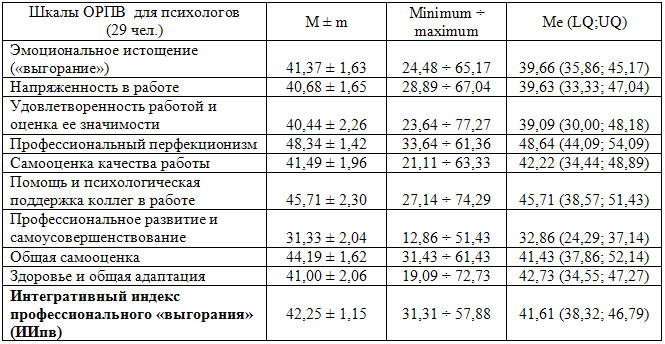 Шкалы ОРПВ для психологов (29 чел.) | M ± m | Minimum ÷ maximum | Me (LQ;UQ)
Эмоциональное истощение («выгорание») | 41,37 ± 1,63 | 24,48 ÷ 65,17 | 39,66 (35,86; 45,17)
Напряженность в работе | 40,68 ± 1,65 | 28,89 ÷ 67,04 | 39,63 (33,33; 47,04)
Удовлетворенность работой и оценка ее значимости | 40,44 ± 2,26 | 23,64 ÷ 77,27 | 39,09 (30,00; 48,18)
Профессиональный перфекционизм | 48,34 ± 1,42 | 33,64 ÷ 61,36 | 48,64 (44,09; 54,09)
Самооценка качества работы | 41,49 ± 1,96 | 21,11 ÷ 63,33 | 42,22 (34,44; 48,89)
Помощь и психологическая поддержка коллег в работе | 45,71 ± 2,30 | 27,14 ÷ 74,29 | 45,71 (38,57; 51,43)
Профессиональное развитие и самоусовершенствование | 31,33 ± 2,04 | 12,86 ÷ 51,43 | 32,86 (24,29; 37,14)
Общая самооценка | 44,19 ± 1,62 | 31,43 ÷ 61,43 | 41,43 (37,86; 52,14)
Здоровье и общая адаптация | 41,00 ± 2,06 | 19,09 ÷ 72,73 | 42,73 (34,55; 47,27)
Интегративный индекс профессионального «выгорания» (ИИпв) | 42,25 ± 1,15 | 31,31 ÷ 57,88 | 41,61 (38,32; 46,79)